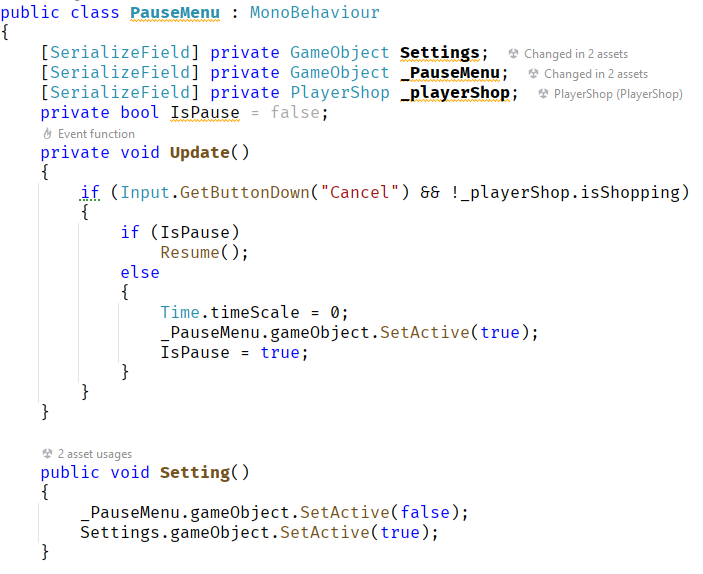 public class PauseMenu : MonoBehaviour
{
    [SerializeField] private GameObject Settings; Changed in 2 assets
    [SerializeField] private GameObject _PauseMenu; Changed in 2 assets
    [SerializeField] private PlayerShop _playerShop; PlayerShop (PlayerShop)
    private bool IsPause = false;
    Event function
    private void Update()
    {
        if (Input.GetButtonDown("Cancel") && !_playerShop.isShopping)
        {
            if (IsPause)
                Resume();
            else
            {
                Time.timeScale = 0;
                _PauseMenu.gameObject.SetActive(true);
                IsPause = true;
            }
        }
    }
    2 asset usages
    public void Setting()
    {
        _PauseMenu.gameObject.SetActive(false);
        Settings.gameObject.SetActive(true);
    }